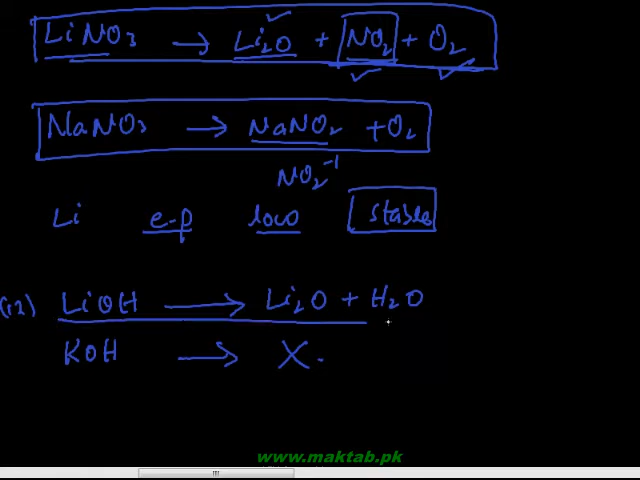 LiNO3 → Li2O + NO2 + O2
NaNO3 → NaNO2 + O2
NO2⁻¹
Li e-p loco stable
(12) LiOH → Li2O + H2O
KOH → X.
www.maktab.pk